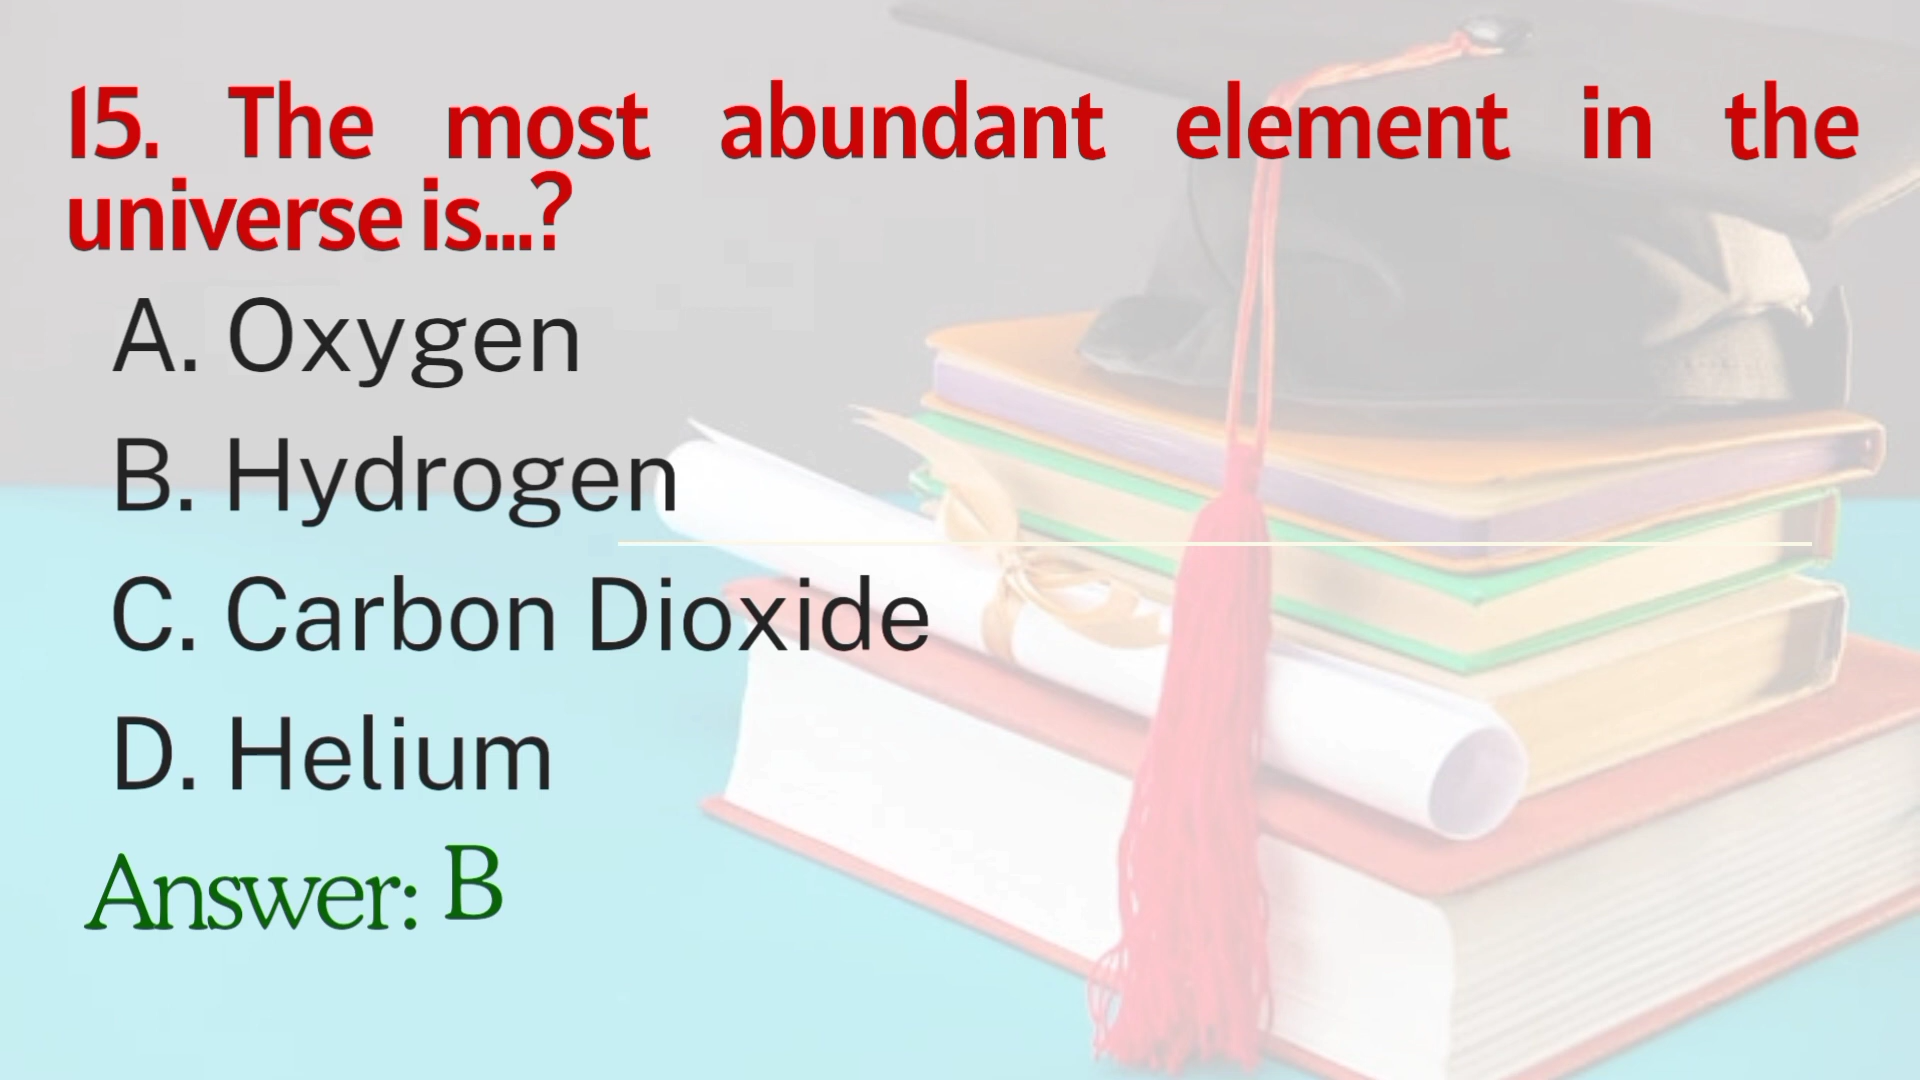 15. The most abundant element in the
universe is...?
A. Oxygen
B. Hydrogen
C. Carbon Dioxide
D. Helium
Answer: B